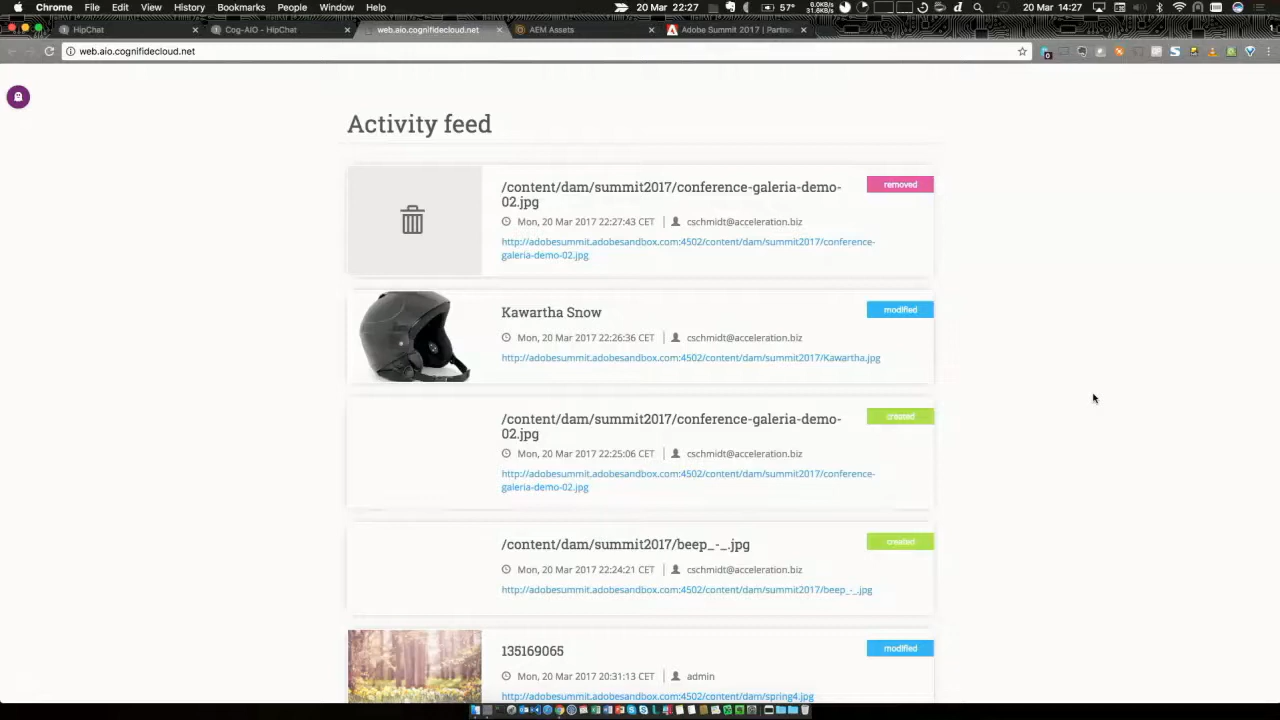 Chrome File Edit View History Bookmarks People Window Help 20 Mar 22:27 57° 20 Mar 14:27
HipChat Cog-AIO - HipChat web.aio.cognifidecloud.net AEM Assets Adobe Summit 2017 | Partn
web.aio.cognifidecloud.net
Activity feed
/content/dam/summit2017/conference-galeria-demo-
02.jpg
removed
Mon, 20 Mar 2017 22:27:43 CET cschmidt@acceleration.biz
http://adobesummit.adobesandbox.com:4502/content/dam/summit2017/conference-
galeria-demo-02.jpg
Kawartha Snow
modified
Mon, 20 Mar 2017 22:26:36 CET cschmidt@acceleration.biz
http://adobesummit.adobesandbox.com:4502/content/dam/summit2017/Kawartha.jpg
/content/dam/summit2017/conference-galeria-demo-
02.jpg
created
Mon, 20 Mar 2017 22:25:06 CET cschmidt@acceleration.biz
http://adobesummit.adobesandbox.com:4502/content/dam/summit2017/conference-
galeria-demo-02.jpg
/content/dam/summit2017/beep_-_.jpg
created
Mon, 20 Mar 2017 22:24:21 CET cschmidt@acceleration.biz
http://adobesummit.adobesandbox.com:4502/content/dam/summit2017/beep_-_.jpg
135169065
modified
Mon, 20 Mar 2017 20:31:13 CET admin
http://adobesummit.adobesandbox.com:4502/content/dam/spring4.jpg